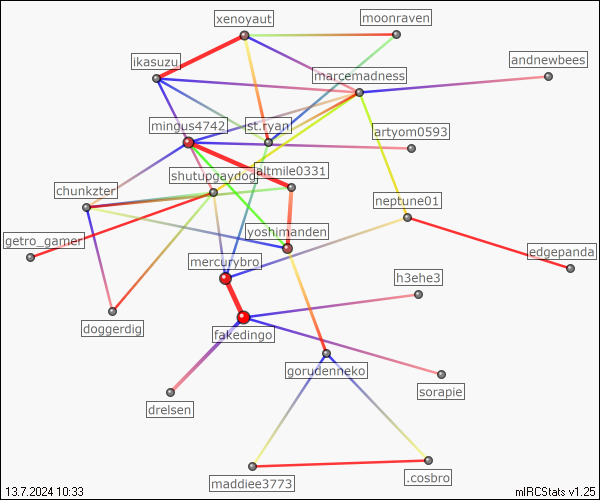 xenoyaut
moonraven
ikasuzu
andnewbees
marcemadness
mingus4742
st.ryan
artyom0593
shutupgaydog
altmile0331
chunkzter
neptune01
getro_gamer
yoshimanden
edgepanda
mercurybro
h3ehe3
doggerdig
fakedingo
gorudenneko
sorapie
drelsen
maddiee3773
.cosbro
13.7.2024 10:33
mIRCStats v1.25